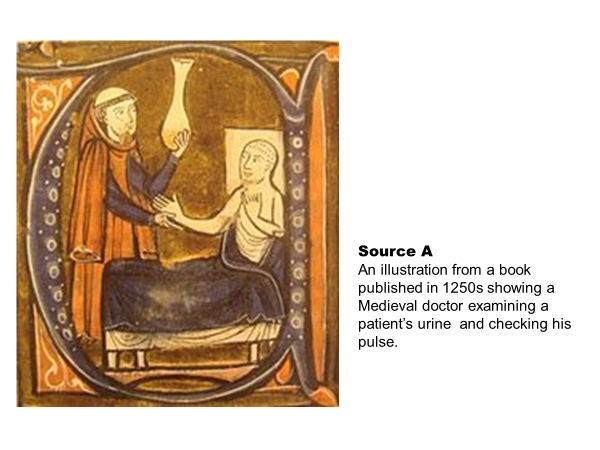 Source A
An illustration from a book
published in 1250s showing a
Medieval doctor examining a
patient’s urine  and checking his
pulse.